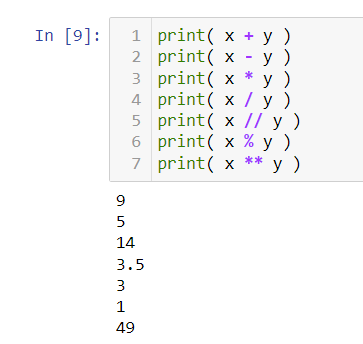 In [9]:
1 print( x + y )
2 print( x - y )
3 print( x * y )
4 print( x / y )
5 print( x // y )
6 print( x % y )
7 print( x ** y )
9
5
14
3.5
3
1
49